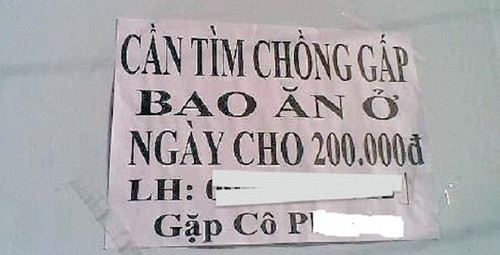 CẦN TÌM CHỒNG GẤP
BAO ĂN Ở
NGÀY CHO 200.000đ
LH:
Gặp Cô